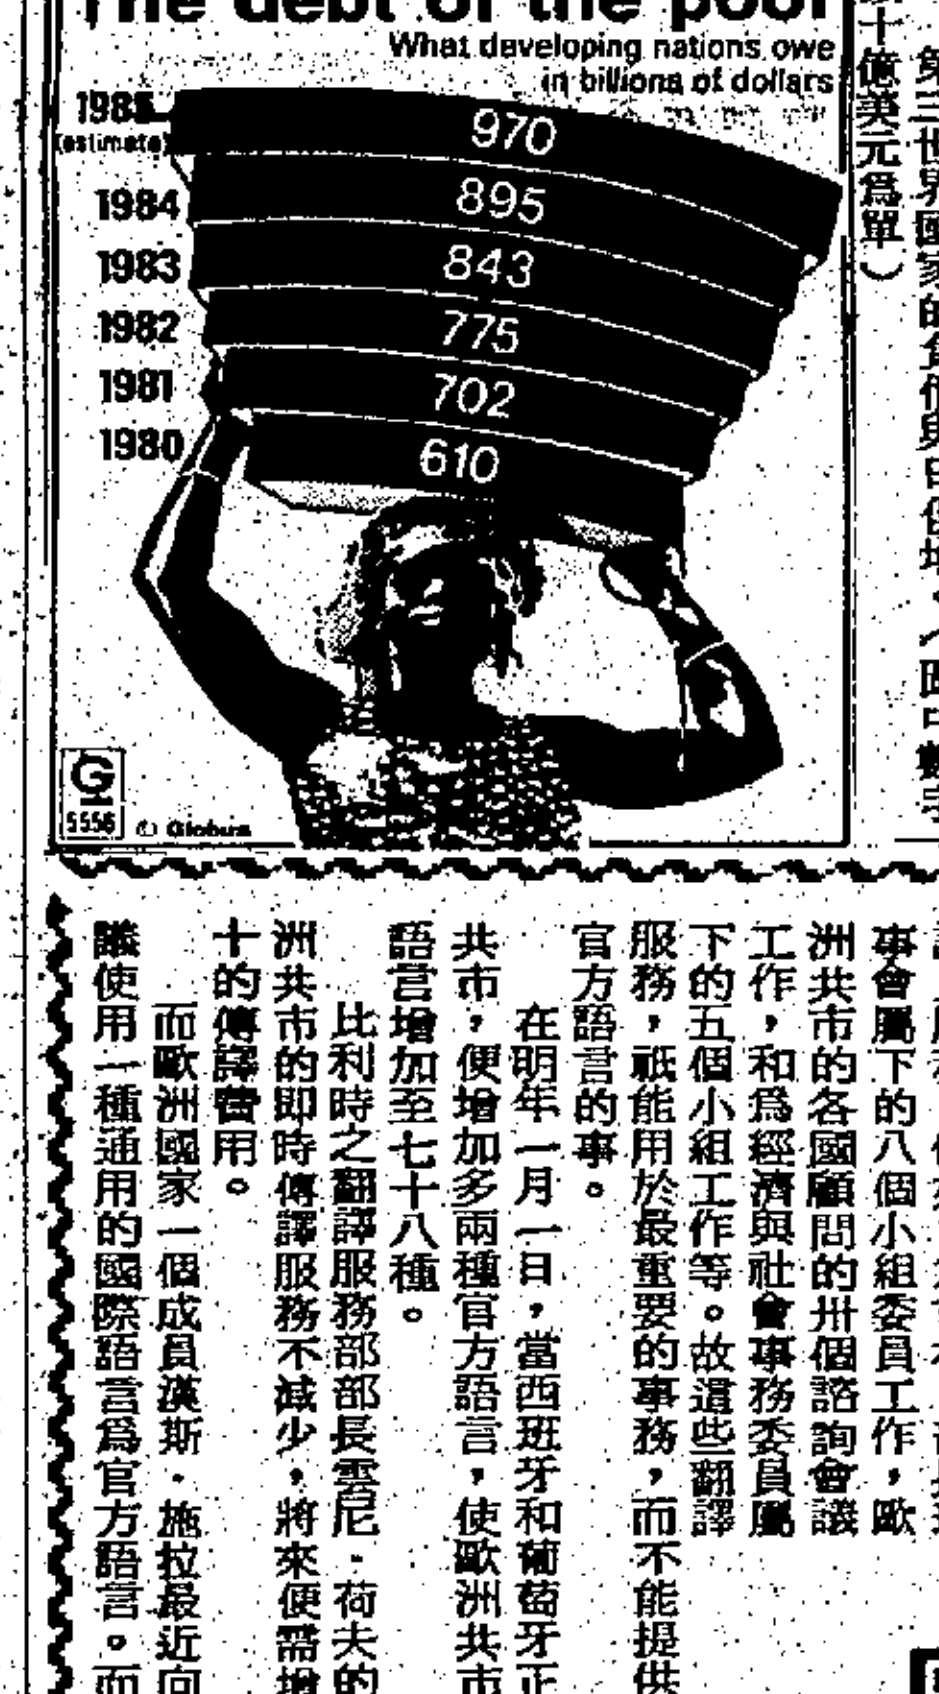 The debt of the poor
What developing nations owe
in billions of dollars
1985 970
(estimate)
1984 895
1983 843
1982 775
1981 702
1980 610
G
5556 © Globus
十億美元爲單)
事會屬下的八個小組委員工作,歐
洲共市的各國顧問的卅個諮詢會議
工作,和爲經濟與社會事務委員屬
下的五個小組工作等。故這些翻譯
服務,祇能用於最重要的事務,而不能提供
官方語言的事。
在明年一月一日,當西班牙和葡萄牙正
共市,便增加多兩種官方語言,使歐洲共市
語言增加至七十八種。
比利時之翻譯服務部部長雲尼·荷夫的
洲共市的即時傳譯服務不減少,將來便需增
十的傳譯費用。
而歐洲國家一個成員漢斯·施拉最近向
議使用一種通用的國際語言爲官方語言。而